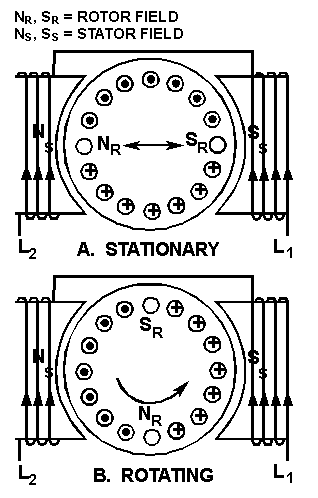 N_R, S_R = ROTOR FIELD
N_S, S_S = STATOR FIELD
N_S N_R S_R S_S
L_2 L_1
A. STATIONARY
S_R
N_S S_S
N_R
L_2 L_1
B. ROTATING